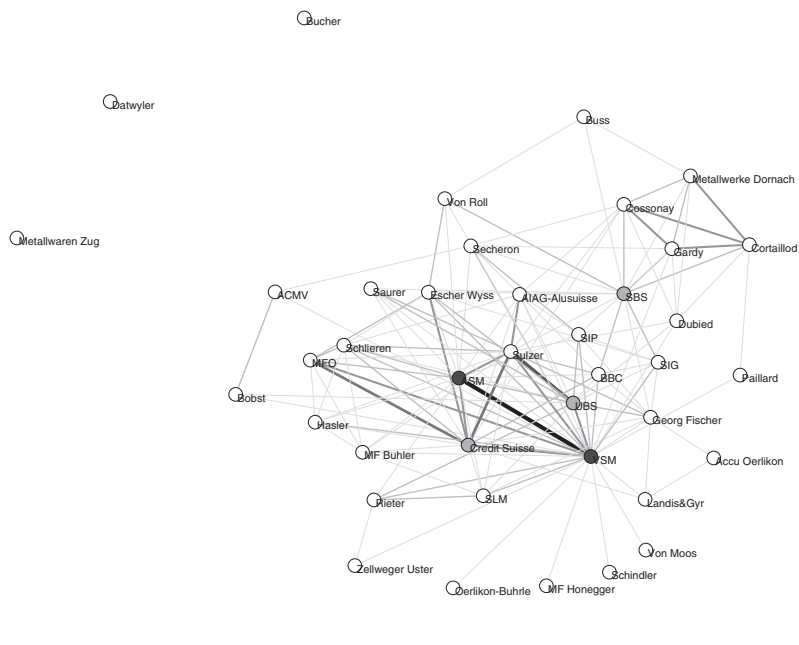 Bucher
Datwyler
Buss
Metallwerke Dornach
Von Roll
Cossonay
Metallwaren Zug
Secheron
Gardy
Cortaillod
ACMV
Saurer
Escher Wyss
AIAG-Alusuisse
SBS
Dubied
SIP
Schlieren
Sulzer
MFO
SIG
BBC
Paillard
ASM
Bobst
UBS
Georg Fischer
Hasler
Credit Suisse
MF Buhler
VSM
Accu Oerlikon
Rieter
SLM
Landis&Gyr
Von Moos
Zellweger Uster
Schindler
Oerlikon-Buhrle
MF Honegger